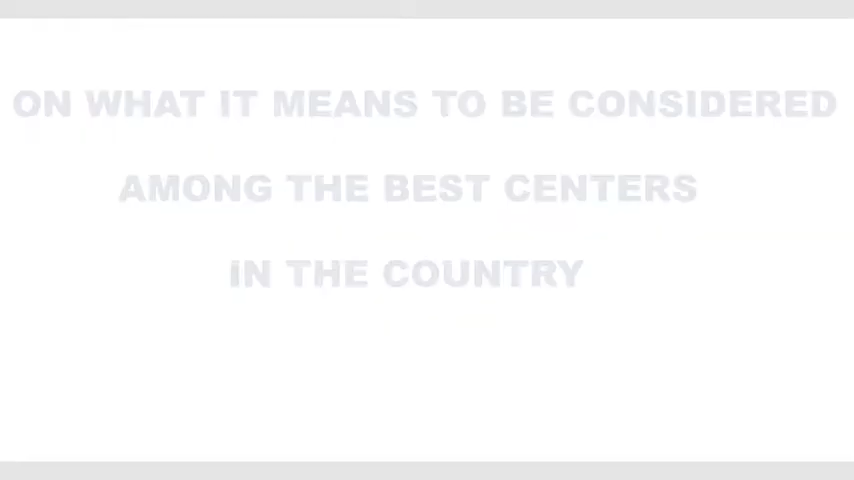 ON WHAT IT MEANS TO BE CONSIDERED
AMONG THE BEST CENTERS
IN THE COUNTRY